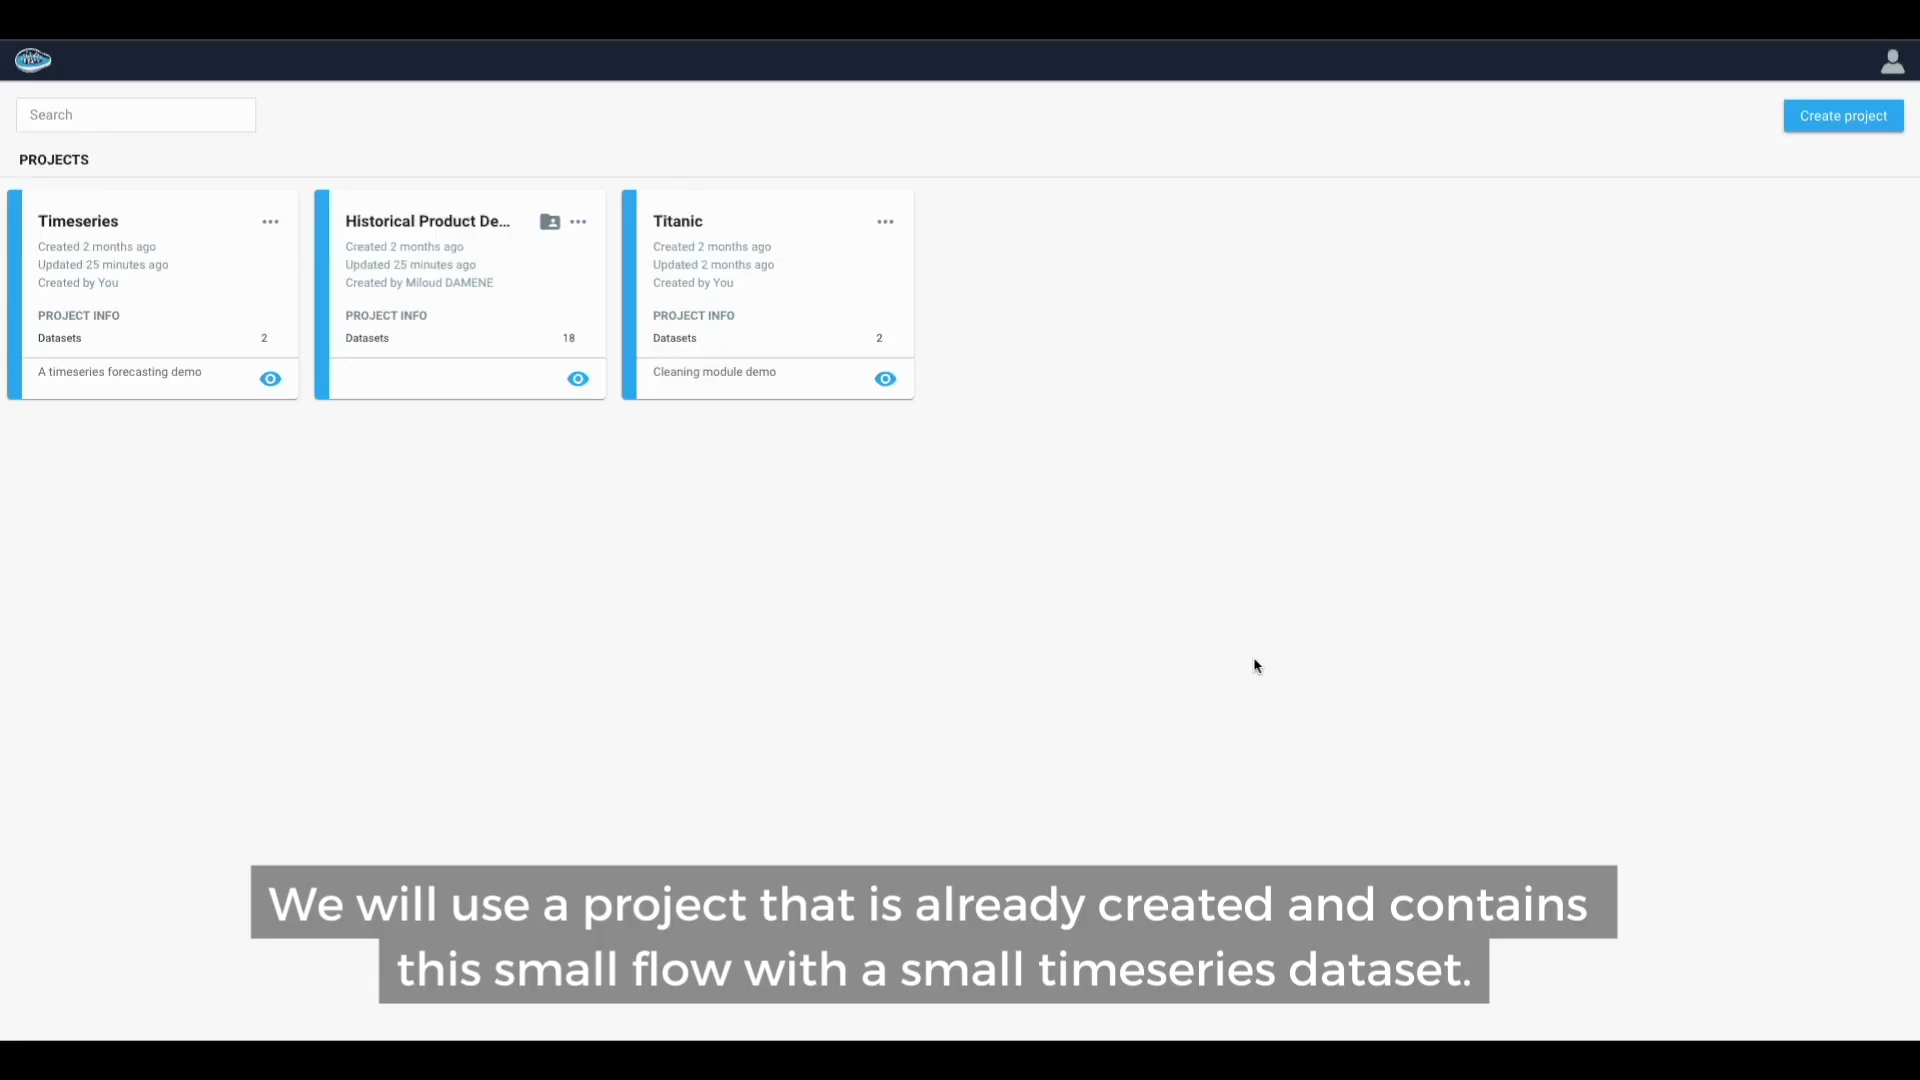 Search
Create project
PROJECTS
Timeseries
Created 2 months ago
Updated 25 minutes ago
Created by You
PROJECT INFO
Datasets 2
A timeseries forecasting demo
Historical Product De...
Created 2 months ago
Updated 25 minutes ago
Created by Miloud DAMENE
PROJECT INFO
Datasets 18
Titanic
Created 2 months ago
Updated 2 months ago
Created by You
PROJECT INFO
Datasets 2
Cleaning module demo
We will use a project that is already created and contains
this small flow with a small timeseries dataset.